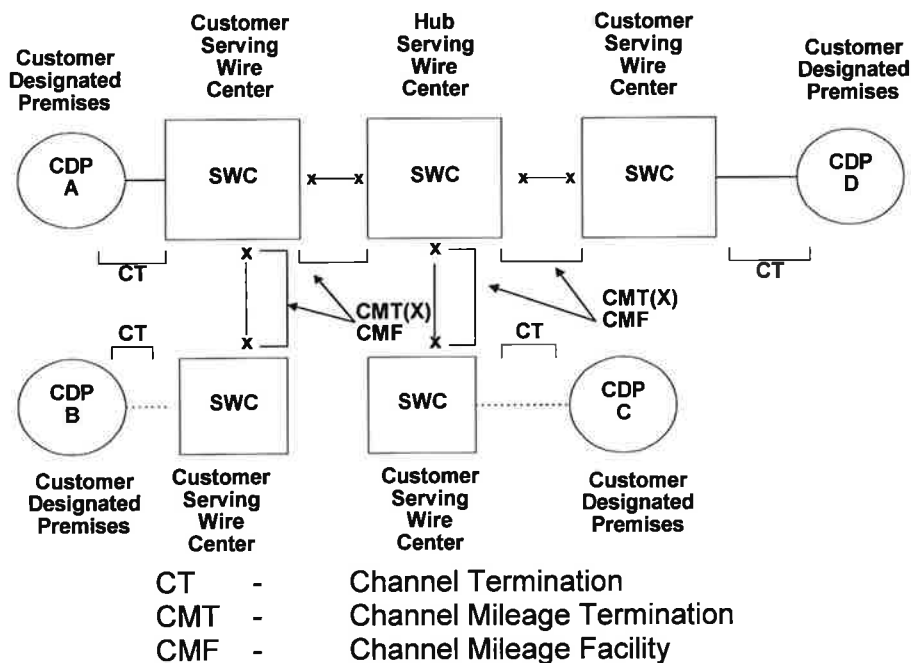 Customer
Designated
Premises
Customer
Serving
Wire
Center
Hub
Serving
Wire
Center
Customer
Serving
Wire
Center
Customer
Designated
Premises
CDP
A
SWC
x x
SWC
x x
SWC
CDP
D
CT
x
x
CMT(X)
CMF
x
x
CMT(X)
CMF
CT
CT
CT
CDP
B
SWC
SWC
CDP
C
Customer
Designated
Premises
Customer
Serving
Wire
Center
Customer
Serving
Wire
Center
Customer
Designated
Premises
CT - Channel Termination
CMT - Channel Mileage Termination
CMF - Channel Mileage Facility